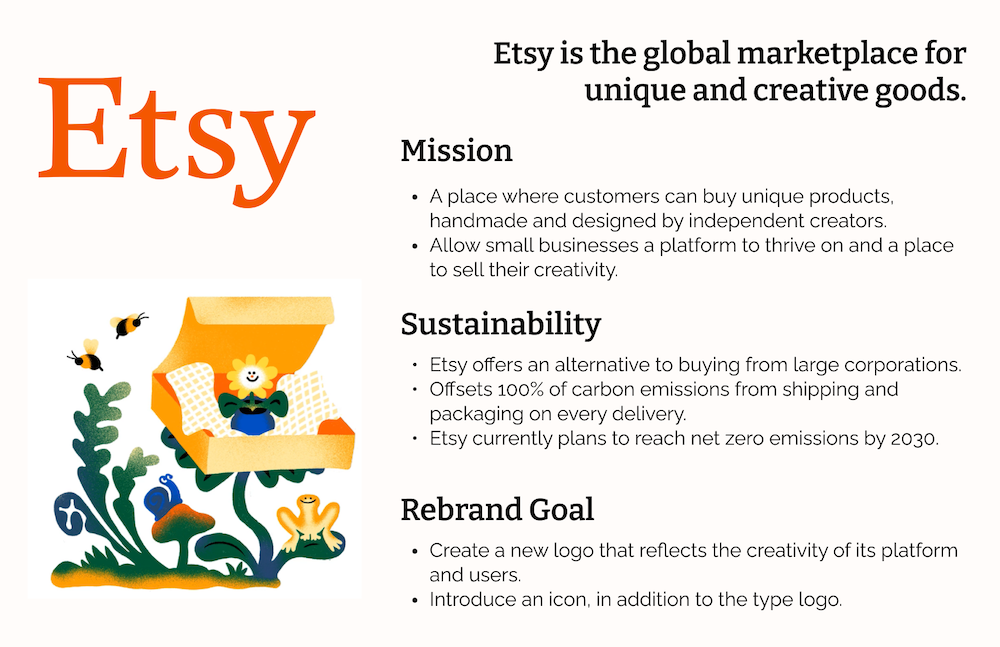 Etsy
Etsy is the global marketplace for
unique and creative goods.
Mission
• A place where customers can buy unique products,
handmade and designed by independent creators.
• Allow small businesses a platform to thrive on and a place
to sell their creativity.
Sustainability
• Etsy offers an alternative to buying from large corporations.
• Offsets 100% of carbon emissions from shipping and
packaging on every delivery.
• Etsy currently plans to reach net zero emissions by 2030.
Rebrand Goal
• Create a new logo that reflects the creativity of its platform
and users.
• Introduce an icon, in addition to the type logo.